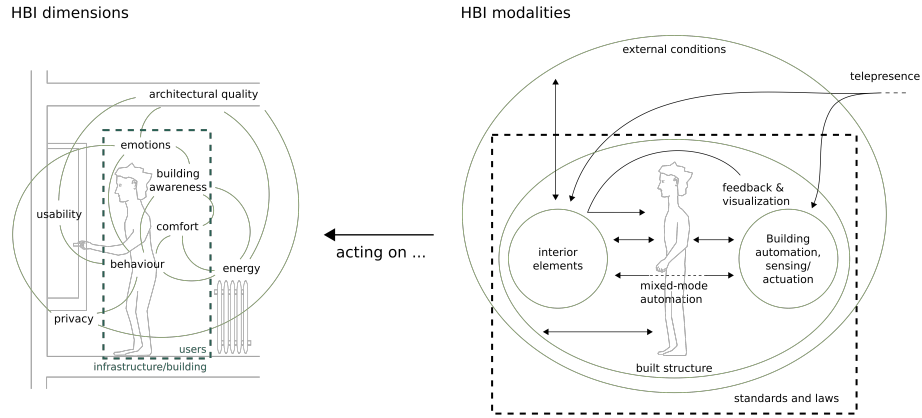 HBI dimensions
architectural quality
emotions
building
awareness
usability
comfort
behaviour
energy
privacy
users
infrastructure/building
acting on ...
HBI modalities
external conditions
telepresence
feedback &
visualization
interior
elements
Building
automation,
sensing/
actuation
mixed-mode
automation
built structure
standards and laws